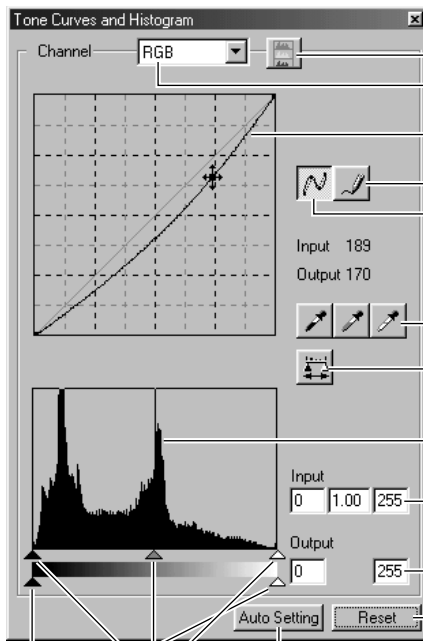 Tone Curves and Histogram
Channel RGB
Input 189
Output 170
Input
0 1.00 255
Output
0 255
Auto Setting Reset